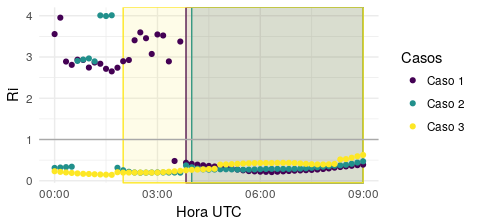 4
3
2
1
0
Ri
00:00
03:00
06:00
09:00
Hora UTC
Casos
Caso 1
Caso 2
Caso 3